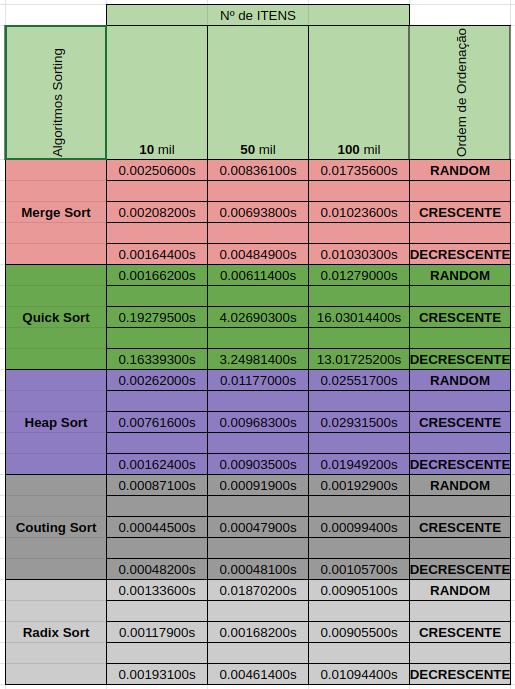 Nº de ITENS
Algoritmos Sorting 10 mil 50 mil 100 mil Ordem de Ordenação
0.00250600s 0.00836100s 0.01735600s RANDOM
Merge Sort 0.00208200s 0.00693800s 0.01023600s CRESCENTE
0.00164400s 0.00484900s 0.01030300s DECRESCENTE
0.00166200s 0.00611400s 0.01279000s RANDOM
Quick Sort 0.19279500s 4.02690300s 16.03014400s CRESCENTE
0.16339300s 3.24981400s 13.01725200s DECRESCENTE
0.00262000s 0.01177000s 0.02551700s RANDOM
Heap Sort 0.00761600s 0.00968300s 0.02931500s CRESCENTE
0.00162400s 0.00903500s 0.01949200s DECRESCENTE
0.00087100s 0.00091900s 0.00192900s RANDOM
Couting Sort 0.00044500s 0.00047900s 0.00099400s CRESCENTE
0.00048200s 0.00048100s 0.00105700s DECRESCENTE
0.00133600s 0.01870200s 0.00905100s RANDOM
Radix Sort 0.00117900s 0.00168200s 0.00905500s CRESCENTE
0.00193100s 0.00461400s 0.01094400s DECRESCENTE